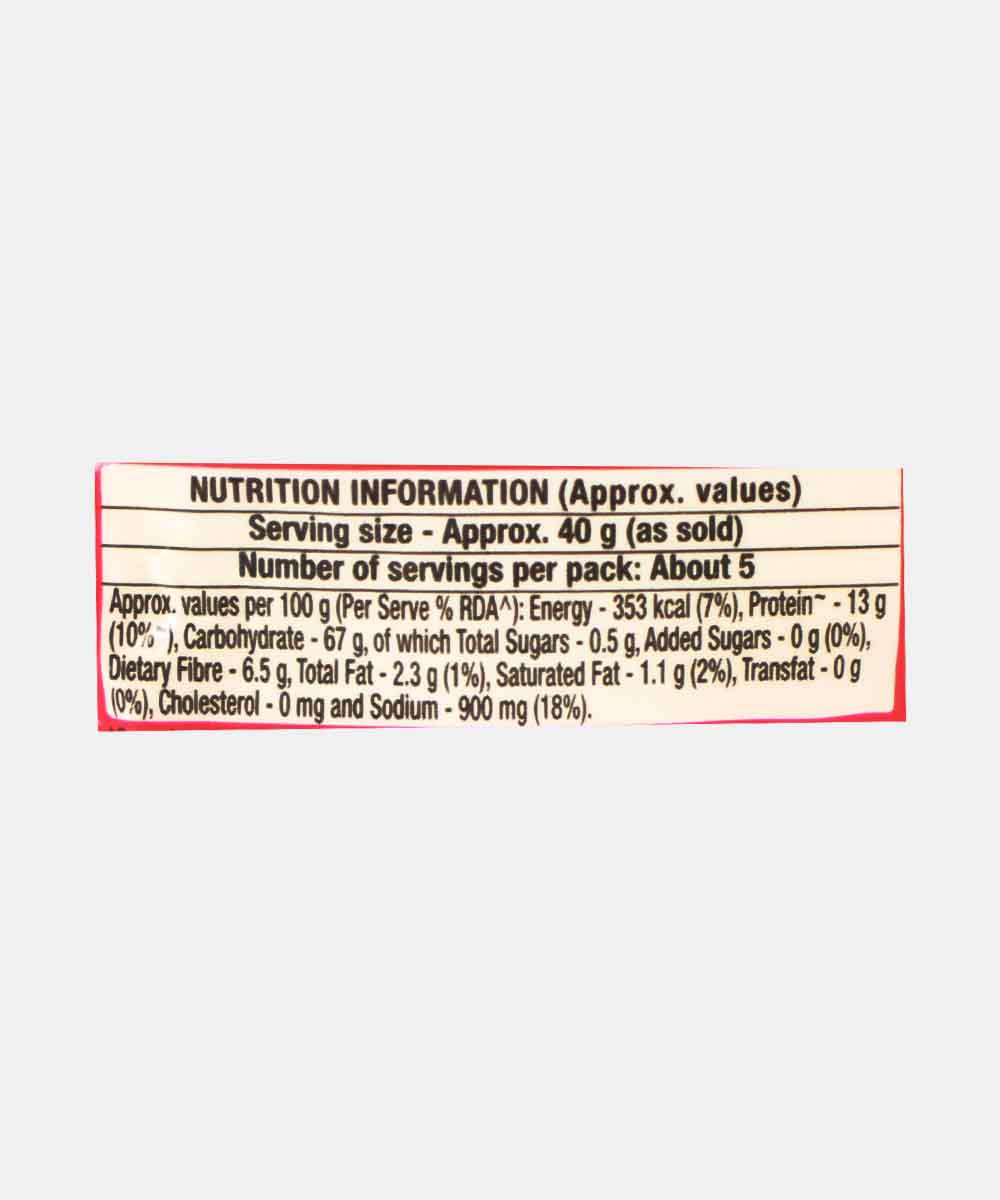 NUTRITION INFORMATION (Approx. values)
Serving size - Approx. 40 g (as sold)
Number of servings per pack: About 5
Approx. values per 100 g (Per Serve % RDA^): Energy - 353 kcal (7%), Protein~ - 13 g
(10%~), Carbohydrate - 67 g, of which Total Sugars - 0.5 g, Added Sugars - 0 g (0%),
Dietary Fibre - 6.5 g, Total Fat - 2.3 g (1%), Saturated Fat - 1.1 g (2%), Transfat - 0 g
(0%), Cholesterol - 0 mg and Sodium - 900 mg (18%).